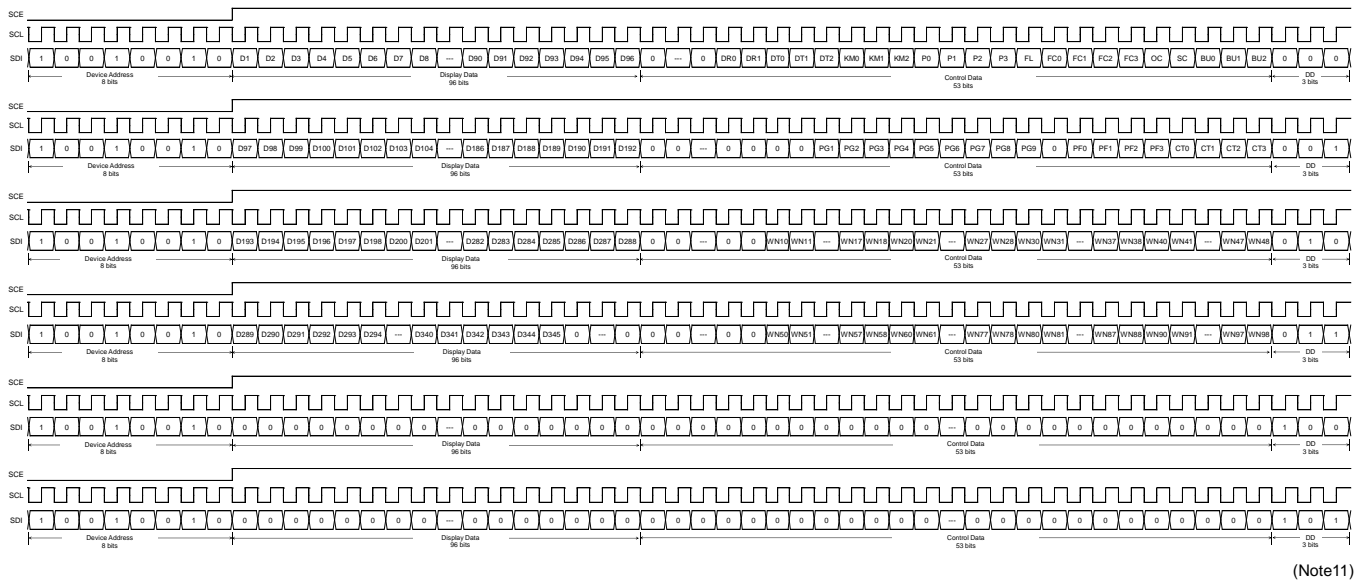 SCE
SCL
SDI 1 0 0 1 0 0 1 0 D1 D2 D3 D4 D5 D6 D7 D8 --- D90 D91 D92 D93 D94 D95 D96 0 --- 0 DR0 DR1 DT0 DT1 DT2 KM0 KM1 KM2 P0 P1 P2 P3 FL FC0 FC1 FC2 FC3 OC SC BU0 BU1 BU2 0 0 0
Device Address Display Data Control Data DD
8 bits 96 bits 53 bits 3 bits
SCE
SCL
SDI 1 0 0 1 0 0 1 0 D97 D98 D99 D100 D101 D102 D103 D104 --- D186 D187 D188 D189 D190 D191 D192 0 0 --- 0 0 0 0 PG1 PG2 PG3 PG4 PG5 PG6 PG7 PG8 PG9 0 PF0 PF1 PF2 PF3 CT0 CT1 CT2 CT3 0 0 1
Device Address Display Data Control Data DD
8 bits 96 bits 53 bits 3 bits
SCE
SCL
SDI 1 0 0 1 0 0 1 0 D193 D194 D195 D196 D197 D198 D200 D201 --- D282 D283 D284 D285 D286 D287 D288 0 0 --- 0 0 WN10 WN11 --- WN17 WN18 WN20 WN21 --- WN27 WN28 WN30 WN31 --- WN37 WN38 WN40 WN41 --- WN47 WN48 0 1 0
Device Address Display Data Control Data DD
8 bits 96 bits 53 bits 3 bits
SCE
SCL
SDI 1 0 0 1 0 0 1 0 D289 D290 D291 D292 D293 D294 --- D340 D341 D342 D343 D344 D345 0 --- 0 0 --- 0 0 WN50 WN51 --- WN57 WN58 WN60 WN61 --- WN77 WN78 WN80 WN81 --- WN87 WN88 WN90 WN91 --- WN97 WN98 0 1 1
Device Address Display Data Control Data DD
8 bits 96 bits 53 bits 3 bits
SCE
SCL
SDI 1 0 0 1 0 0 1 0 0 0 0 0 0 0 0 0 --- 0 0 0 0 0 0 0 0 0 0 0 0 0 0 0 0 0 0 0 --- 0 0 0 0 0 0 0 0 0 0 0 0 1 0 0
Device Address Display Data Control Data DD
8 bits 96 bits 53 bits 3 bits
SCE
SCL
SDI 1 0 0 1 0 0 1 0 0 0 0 0 0 0 0 0 --- 0 0 0 0 0 0 0 0 0 0 0 0 0 0 0 0 0 0 0 --- 0 0 0 0 0 0 0 0 0 0 0 0 1 0 1
Device Address Display Data Control Data DD
8 bits 96 bits 53 bits 3 bits
(Note11)